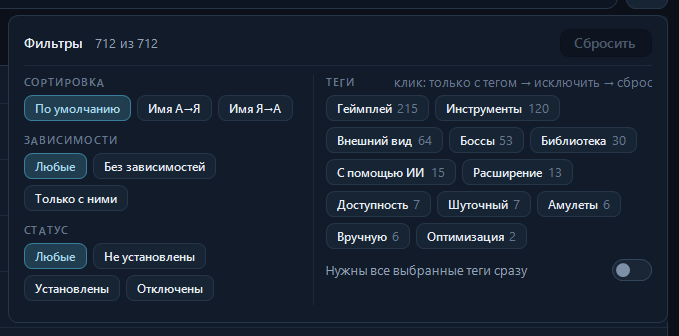 Фильтры 712 из 712 Сбросить
СОРТИРОВКА
По умолчанию Имя А→Я Имя Я→А
ЗАВИСИМОСТИ
Любые Без зависимостей
Только с ними
СТАТУС
Любые Не установлены
Установлены Отключены
ТЕГИ клик: только с тегом → исключить → сброс
Геймплей 215 Инструменты 120
Внешний вид 64 Боссы 53 Библиотека 30
С помощью ИИ 15 Расширение 13
Доступность 7 Шуточный 7 Амулеты 6
Вручную 6 Оптимизация 2
Нужны все выбранные теги сразу